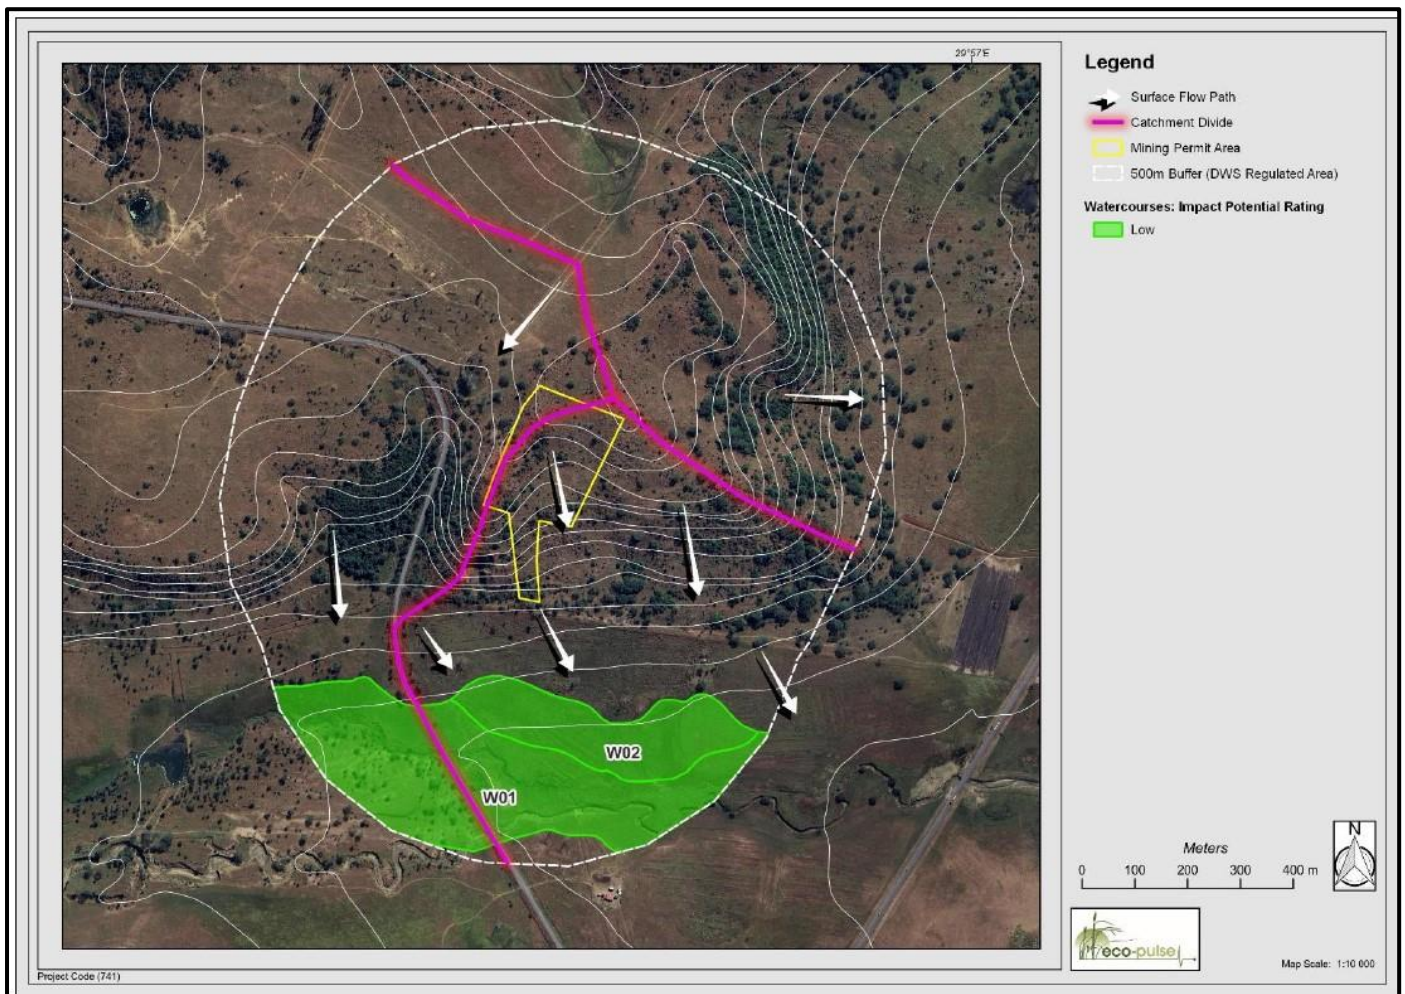 29°57'E
Legend
Surface Flow Path
Catchment Divide
Mining Permit Area
500m Buffer (DWS Regulated Area)
Watercourses: Impact Potential Rating
Low
W02
W01
N
Meters
0 100 200 300 400 m
eco-pulse
Map Scale: 1:10 000
Project Code (741)